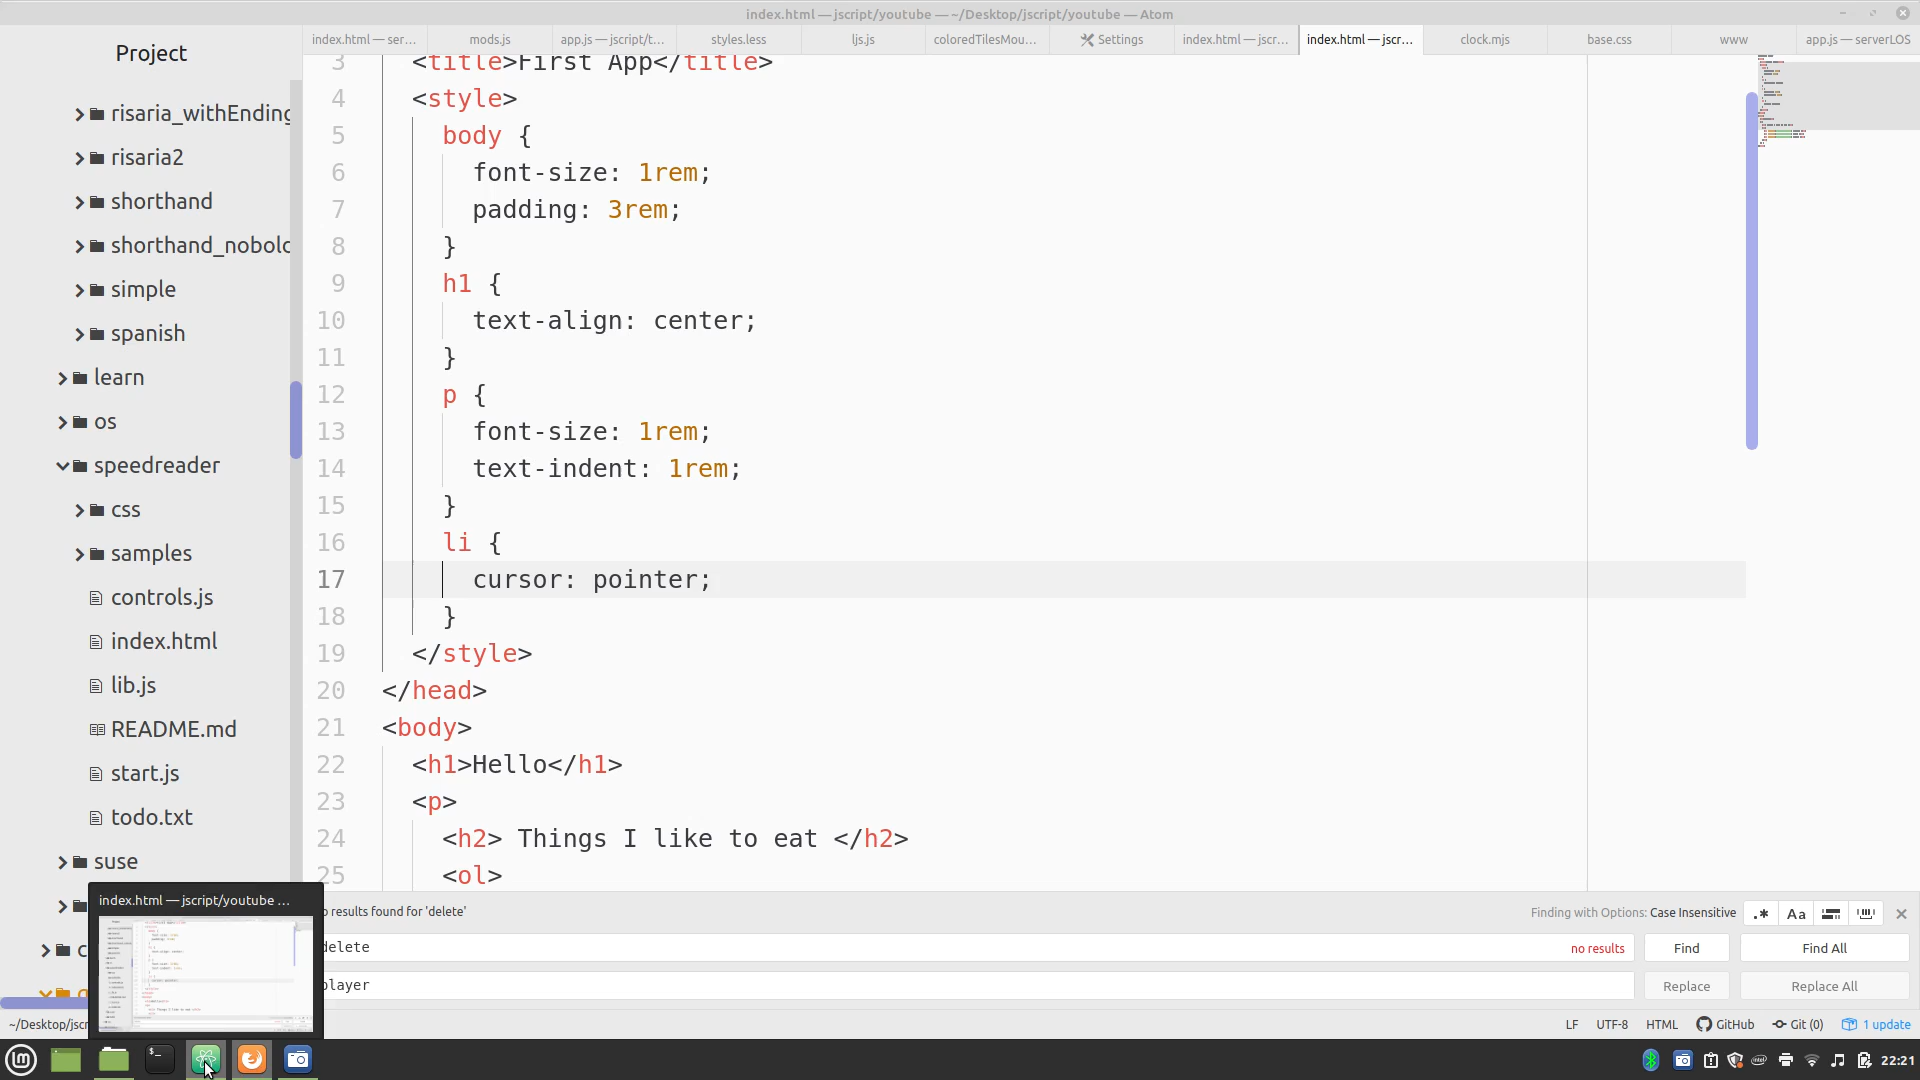 index.html — jscript/youtube — ~/Desktop/jscript/youtube — Atom
Project
index.html — ser...
mods.js
app.js — jscript/t...
styles.less
ljs.js
coloredTilesMou...
Settings
index.html — jscr...
index.html — jscr...
clock.mjs
base.css
www
app.js — serverLOS
risaria_withEnding
risaria2
shorthand
shorthand_nobolc
simple
spanish
learn
os
speedreader
css
samples
controls.js
index.html
lib.js
README.md
start.js
todo.txt
suse
3 <title>First App</title>
4 <style>
5 body {
6 font-size: 1rem;
7 padding: 3rem;
8 }
9 h1 {
10 text-align: center;
11 }
12 p {
13 font-size: 1rem;
14 text-indent: 1rem;
15 }
16 li {
17 cursor: pointer;
18 }
19 </style>
20 </head>
21 <body>
22 <h1>Hello</h1>
23 <p>
24 <h2> Things I like to eat </h2>
25 <ol>
index.html — jscript/youtube ...
results found for 'delete'
Finding with Options: Case Insensitive
.* Aa
delete
no results
Find
Find All
player
Replace
Replace All
~/Desktop/jscr
LF UTF-8 HTML GitHub Git (0) 1 update
22:21